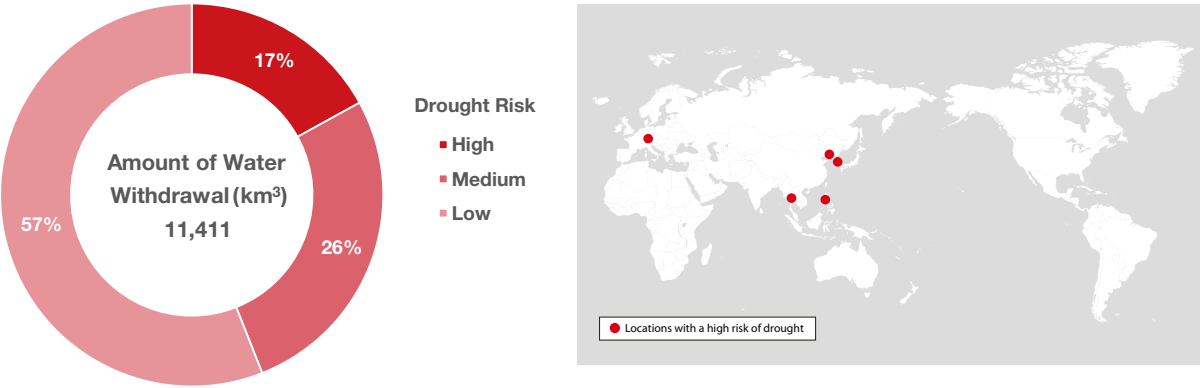 17%
26%
57%
Amount of Water
Withdrawal (km³)
11,411
Drought Risk
High
Medium
Low
Locations with a high risk of drought